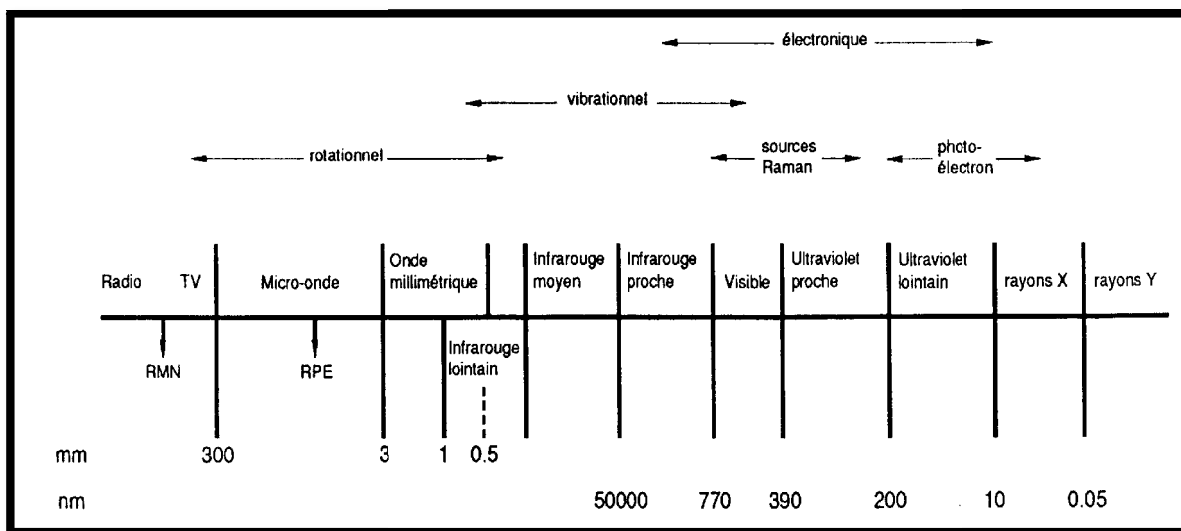 électronique
vibrationnel
rotationnel
sources
Raman
photo-
électron
Radio
TV
Micro-onde
Onde
millimétrique
Infrarouge
moyen
Infrarouge
proche
Visible
Ultraviolet
proche
Ultraviolet
lointain
rayons X
rayons Y
RMN
RPE
Infrarouge
lointain
mm 300 3 1 0.5
nm 50000 770 390 200 10 0.05